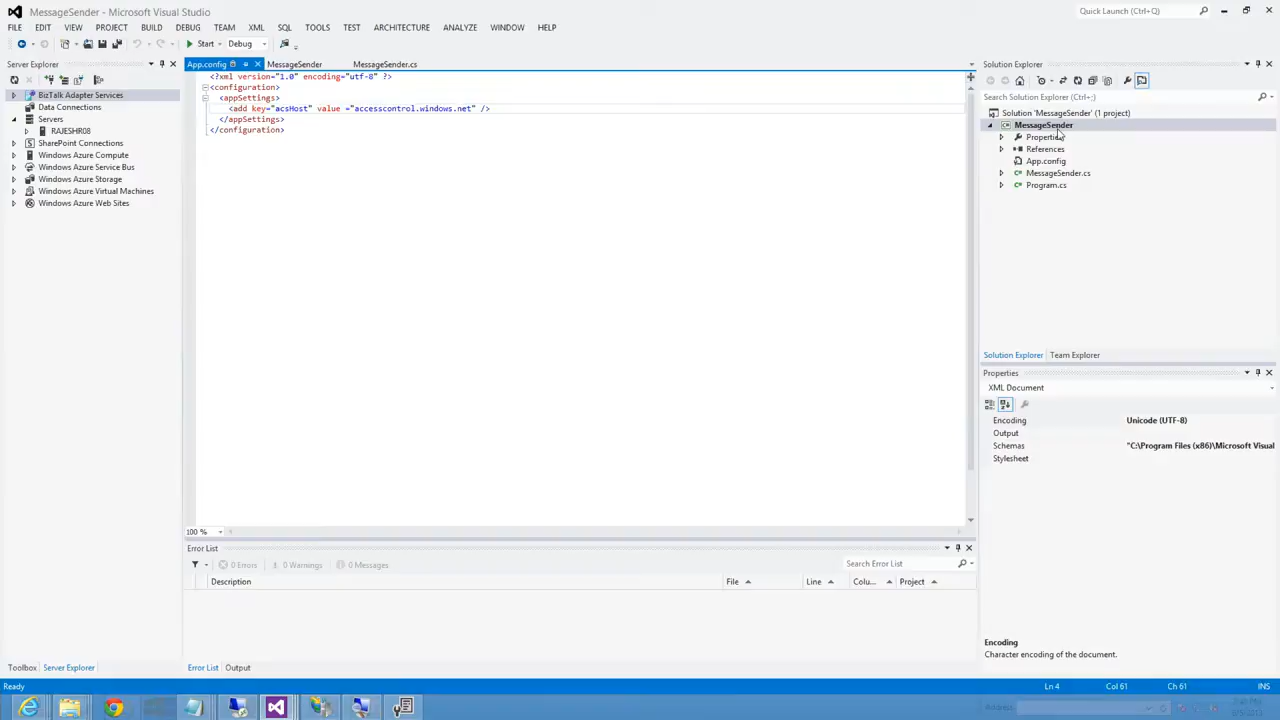 MessageSender - Microsoft Visual Studio
Quick Launch (Ctrl+Q)
FILE EDIT VIEW PROJECT BUILD DEBUG TEAM XML SQL TOOLS TEST ARCHITECTURE ANALYZE WINDOW HELP
Start Debug
Server Explorer
BizTalk Adapter Services
Data Connections
Servers
RAJESHR08
SharePoint Connections
Windows Azure Compute
Windows Azure Service Bus
Windows Azure Storage
Windows Azure Virtual Machines
Windows Azure Web Sites
Toolbox Server Explorer
App.config MessageSender MessageSender.cs
<?xml version="1.0" encoding="utf-8" ?>
<configuration>
<appSettings>
<add key="acsHost" value ="accesscontrol.windows.net" />
</appSettings>
</configuration>
100 %
Error List
0 Errors 0 Warnings 0 Messages Search Error List
Description File Line Colu... Project
Error List Output
Solution Explorer
Search Solution Explorer (Ctrl+;)
Solution 'MessageSender' (1 project)
MessageSender
Properties
References
App.config
MessageSender.cs
Program.cs
Solution Explorer Team Explorer
Properties
XML Document
Encoding Unicode (UTF-8)
Output
Schemas "C:\Program Files (x86)\Microsoft Visual
Stylesheet
Encoding
Character encoding of the document.
Ready Ln 4 Col 61 Ch 61 INS
Address